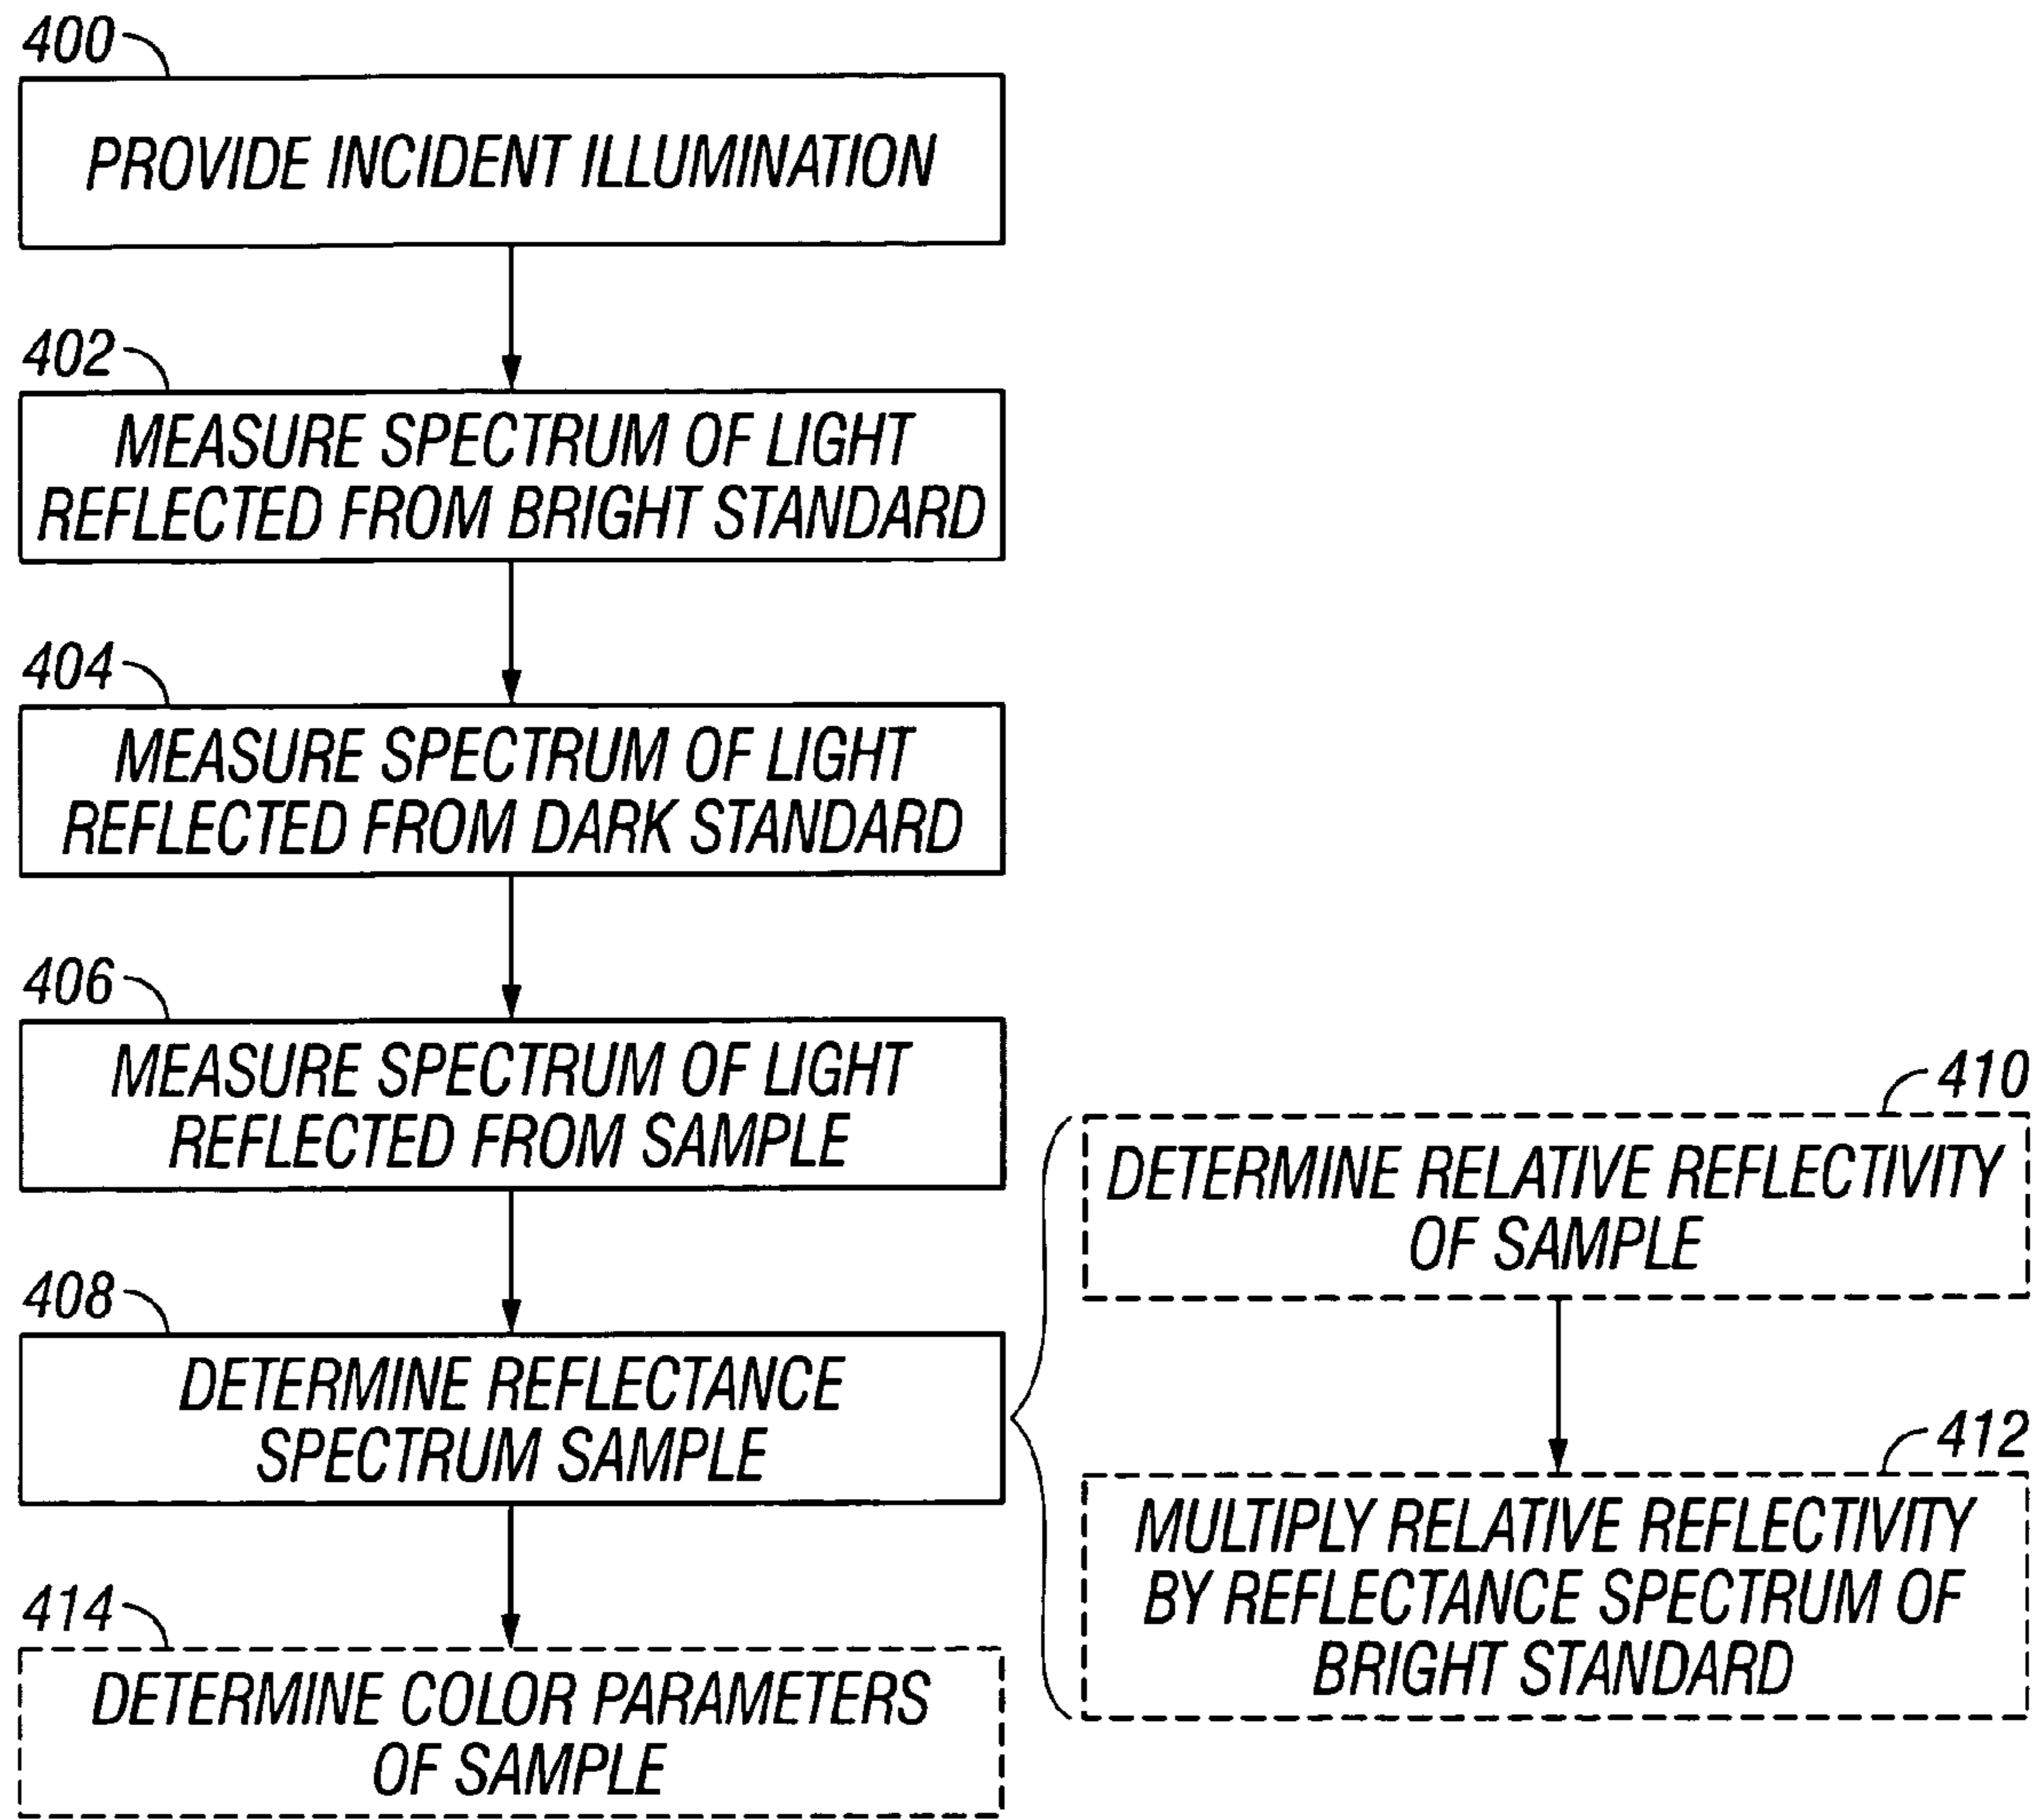 400
PROVIDE INCIDENT ILLUMINATION
402
MEASURE SPECTRUM OF LIGHT
REFLECTED FROM BRIGHT STANDARD
404
MEASURE SPECTRUM OF LIGHT
REFLECTED FROM DARK STANDARD
406
MEASURE SPECTRUM OF LIGHT
REFLECTED FROM SAMPLE
408
DETERMINE REFLECTANCE
SPECTRUM SAMPLE
410
DETERMINE RELATIVE REFLECTIVITY
OF SAMPLE
412
MULTIPLY RELATIVE REFLECTIVITY
BY REFLECTANCE SPECTRUM OF
BRIGHT STANDARD
414
DETERMINE COLOR PARAMETERS
OF SAMPLE